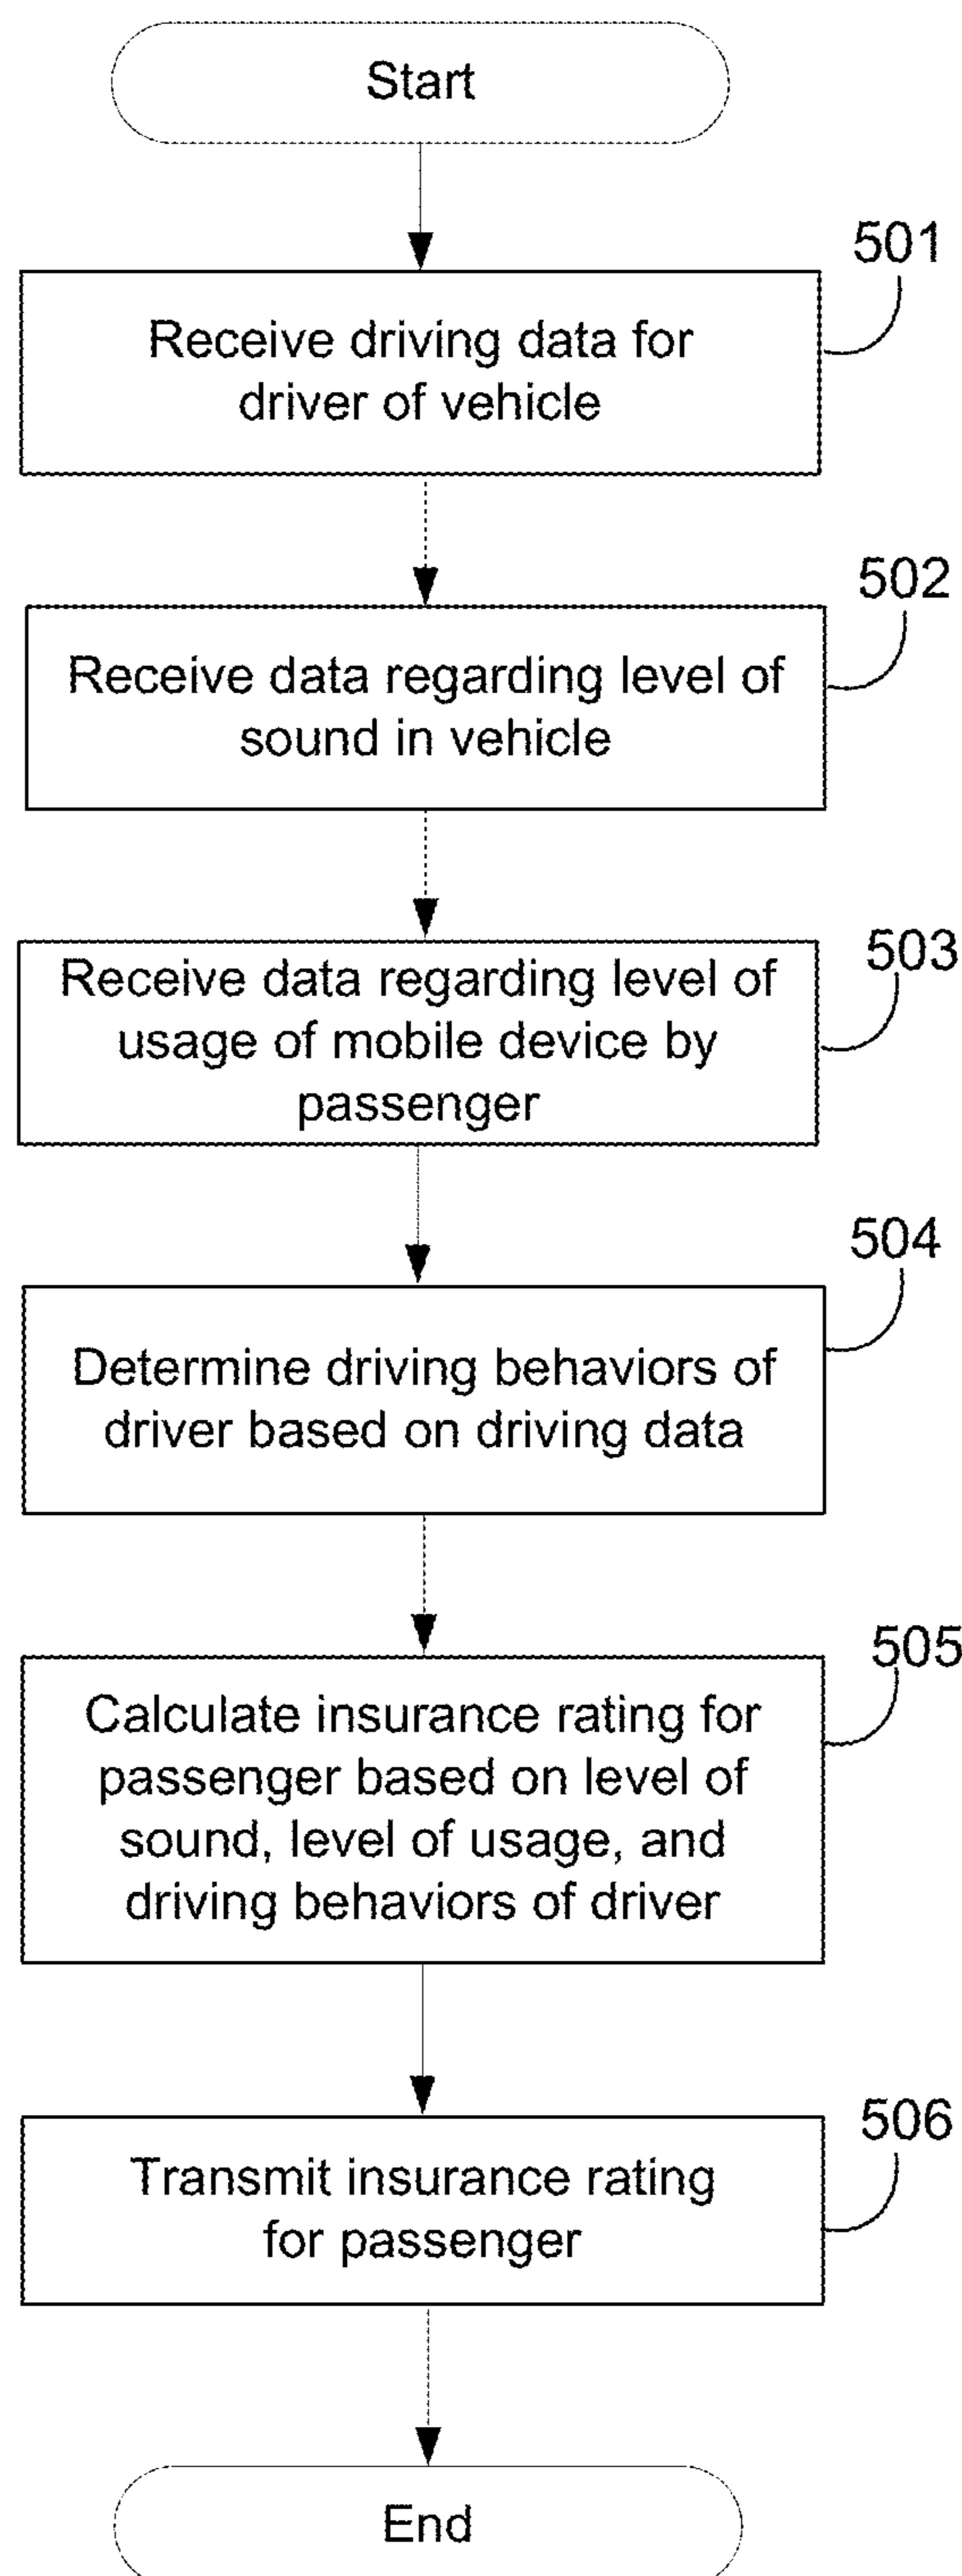 Start
501
Receive driving data for
driver of vehicle
502
Receive data regarding level of
sound in vehicle
503
Receive data regarding level of
usage of mobile device by
passenger
504
Determine driving behaviors of
driver based on driving data
505
Calculate insurance rating for
passenger based on level of
sound, level of usage, and
driving behaviors of driver
506
Transmit insurance rating
for passenger
End